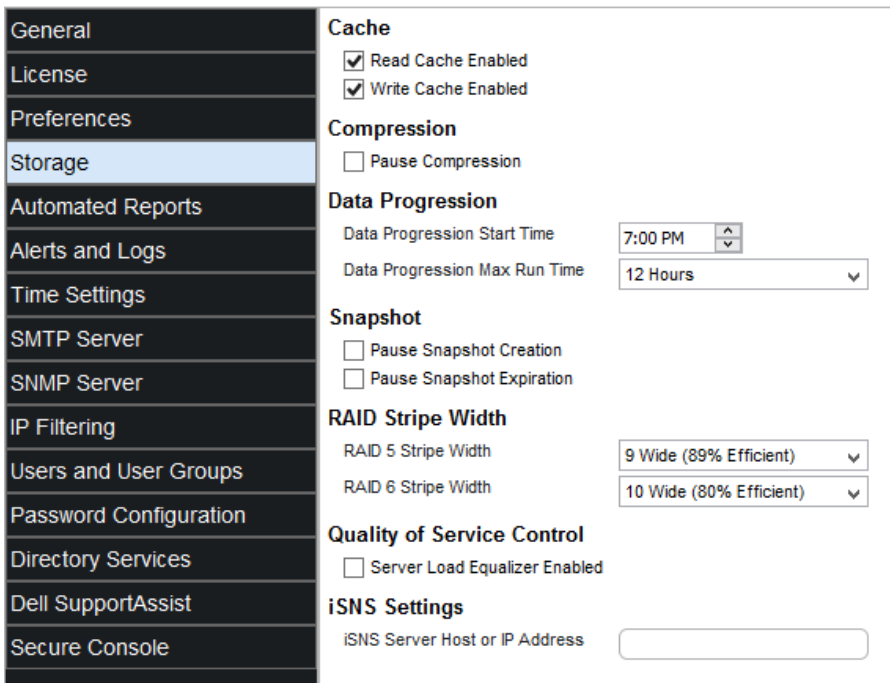 General
License
Preferences
Storage
Automated Reports
Alerts and Logs
Time Settings
SMTP Server
SNMP Server
IP Filtering
Users and User Groups
Password Configuration
Directory Services
Dell SupportAssist
Secure Console
Cache
Read Cache Enabled
Write Cache Enabled
Compression
Pause Compression
Data Progression
Data Progression Start Time 7:00 PM
Data Progression Max Run Time 12 Hours
Snapshot
Pause Snapshot Creation
Pause Snapshot Expiration
RAID Stripe Width
RAID 5 Stripe Width 9 Wide (89% Efficient)
RAID 6 Stripe Width 10 Wide (80% Efficient)
Quality of Service Control
Server Load Equalizer Enabled
iSNS Settings
iSNS Server Host or IP Address